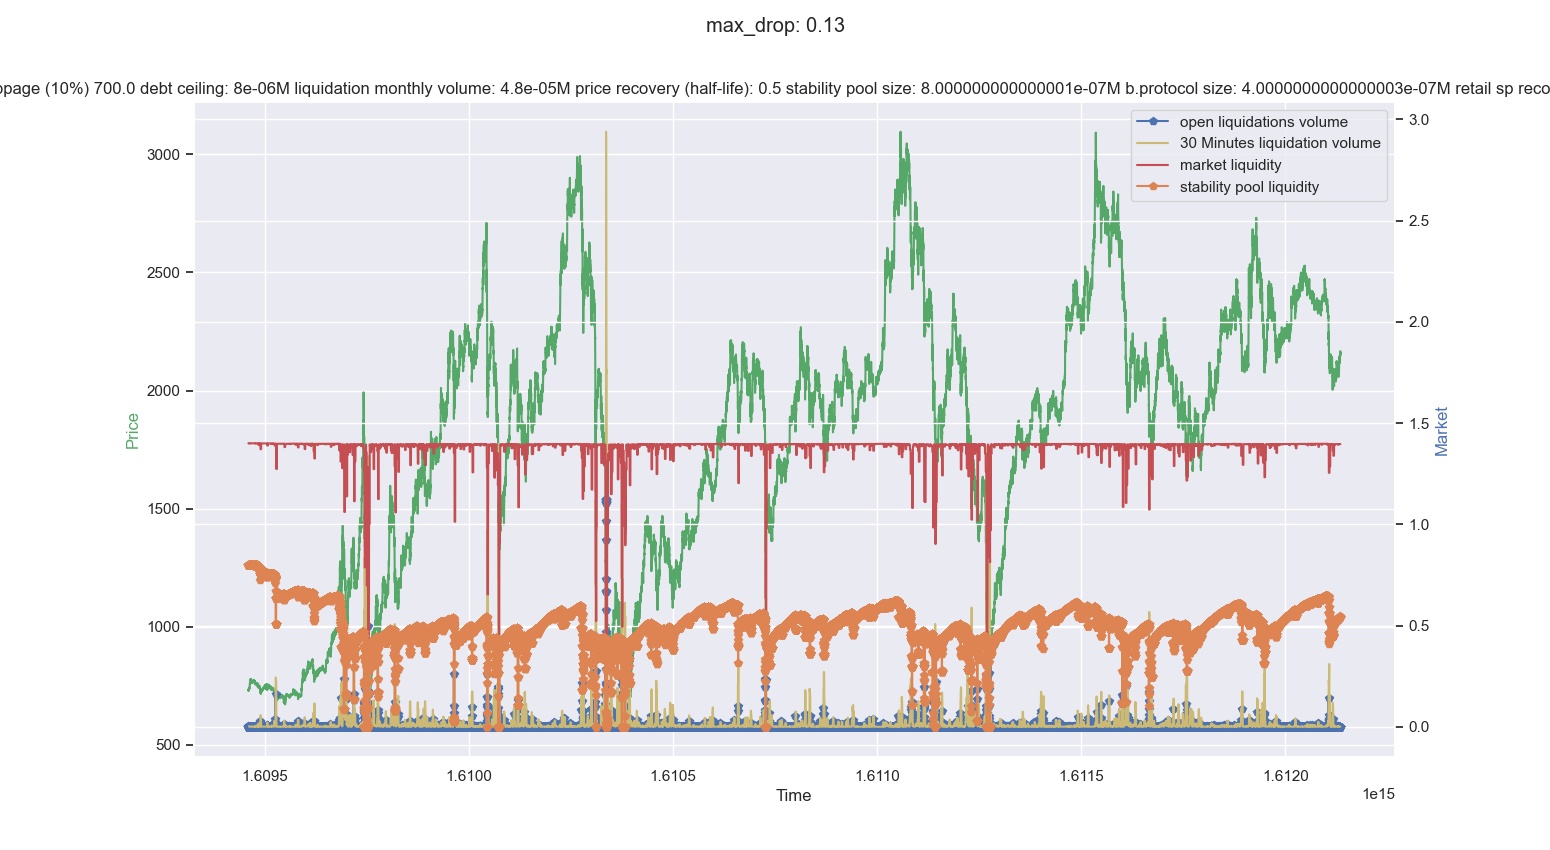 max_drop: 0.13
opage (10%) 700.0 debt ceiling: 8e-06M liquidation monthly volume: 4.8e-05M price recovery (half-life): 0.5 stability pool size: 8.000000000000001e-07M b.protocol size: 4.0000000000000003e-07M retail sp reco
open liquidations volume
30 Minutes liquidation volume
market liquidity
stability pool liquidity
3000
2500
2000
1500
1000
500
Price
3.0
2.5
2.0
1.5
1.0
0.5
0.0
Market
1.6095 1.6100 1.6105 1.6110 1.6115 1.6120
Time
1e15